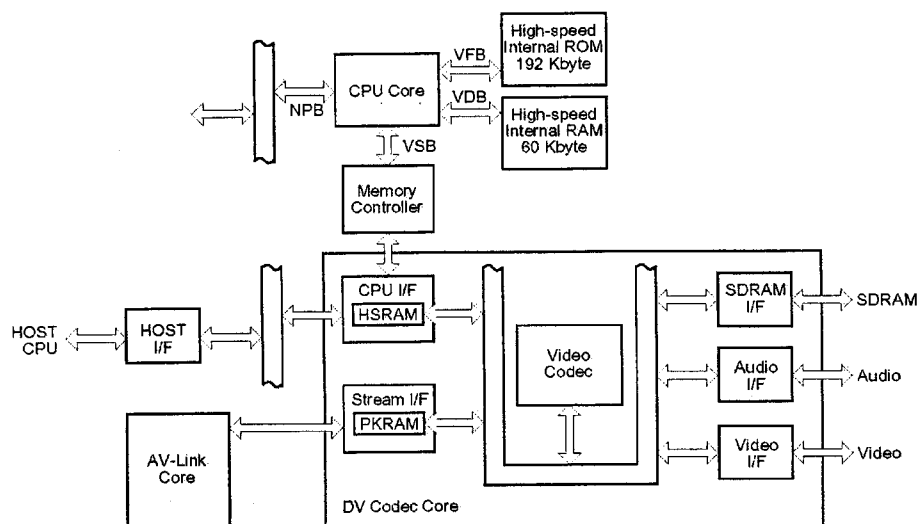 High-speed
Internal ROM
192 Kbyte
VFB
CPU Core
NPB
VDB
High-speed
Internal RAM
60 Kbyte
VSB
Memory
Controller
CPU I/F
HSRAM
SDRAM
I/F
SDRAM
HOST
CPU
HOST
I/F
Video
Codec
Audio
I/F
Audio
Stream I/F
PKRAM
AV-Link
Core
Video
I/F
Video
DV Codec Core